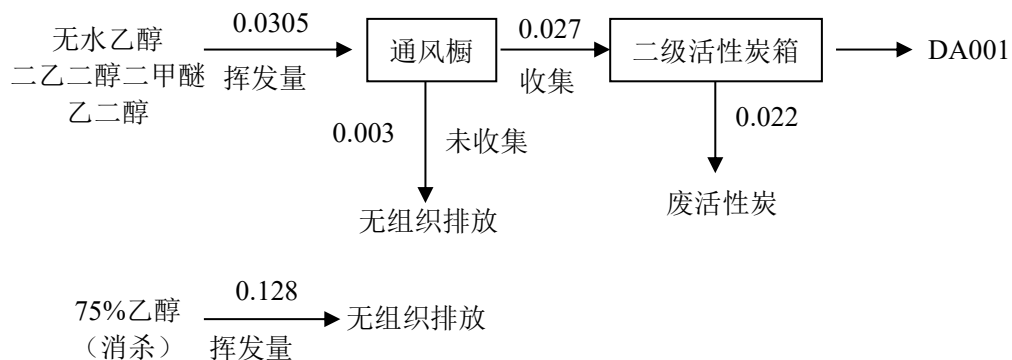 无水乙醇
二乙二醇二甲醚
乙二醇
0.0305
挥发量
通风橱
0.027
收集
二级活性炭箱
DA001
0.003
未收集
无组织排放
0.022
废活性炭
75%乙醇
（消杀）
0.128
挥发量
无组织排放